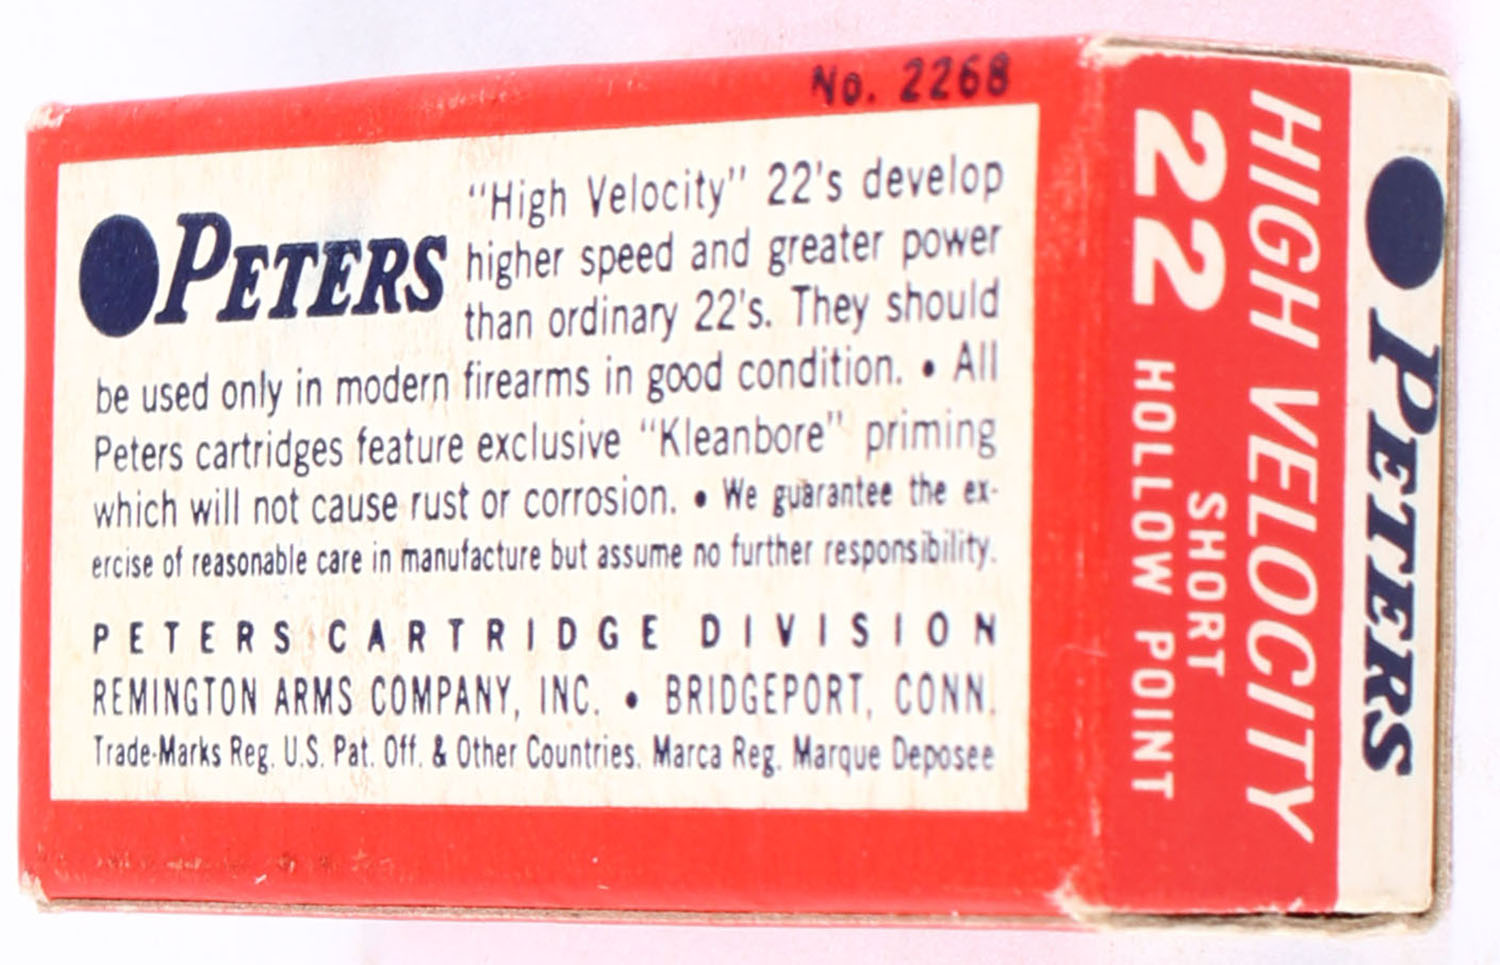 No. 2268
PETERS
"High Velocity" 22's develop
higher speed and greater power
than ordinary 22's. They should
be used only in modern firearms in good condition. • All
Peters cartridges feature exclusive "Kleanbore" priming
which will not cause rust or corrosion. • We guarantee the ex-
ercise of reasonable care in manufacture but assume no further responsibility.
PETERS CARTRIDGE DIVISION
REMINGTON ARMS COMPANY, INC. • BRIDGEPORT, CONN.
Trade-Marks Reg. U.S. Pat. Off. & Other Countries. Marca Reg. Marque Deposee
PETERS
HIGH VELOCITY
22 SHORT
HOLLOW POINT